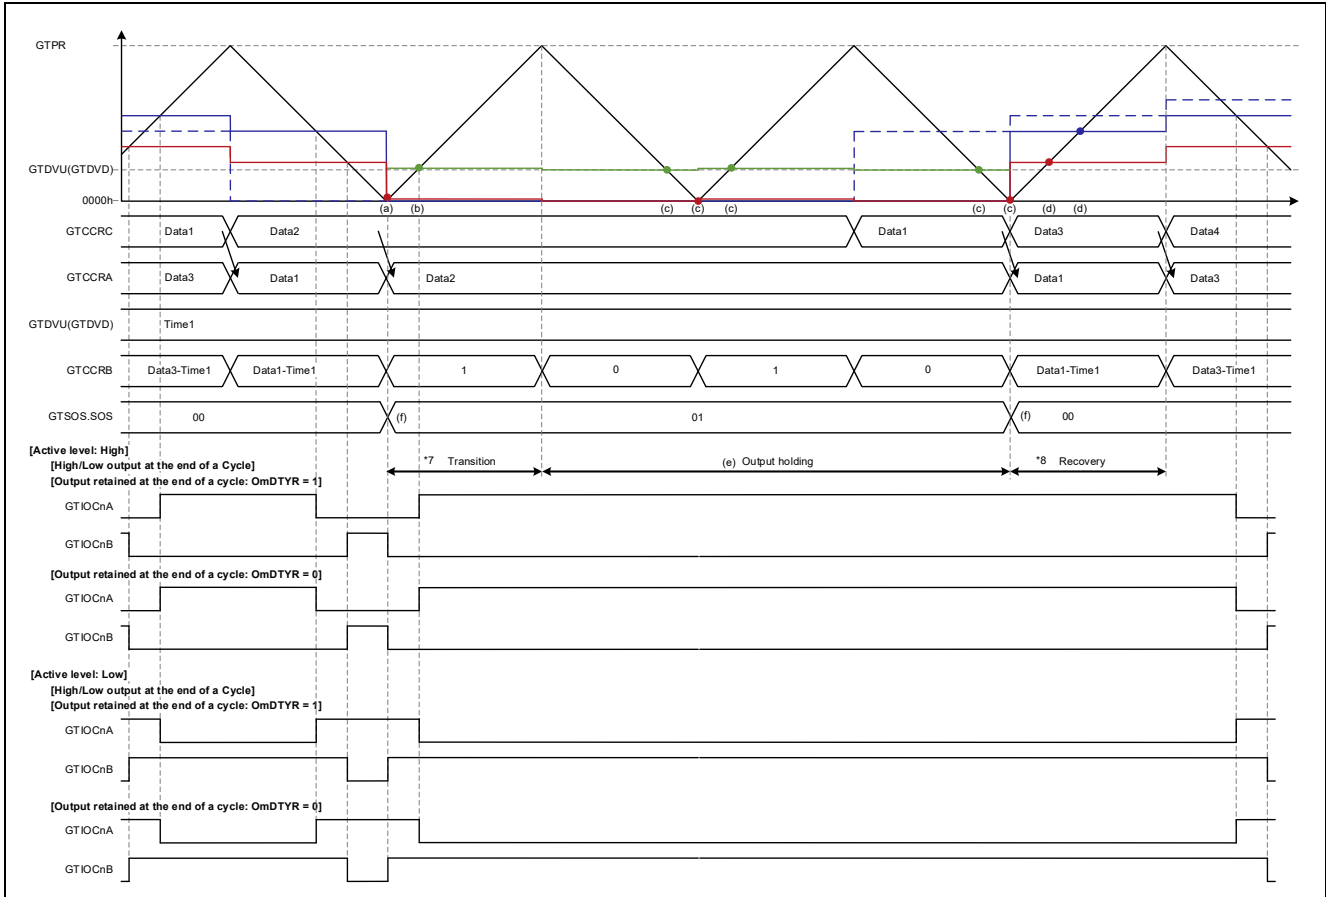 GTPR
GTDVU(GTDVD)
0000h
(a) (b) (c) (c) (c) (c) (c) (d) (d)
GTCCRC Data1 Data2 Data1 Data3 Data4
GTCCRA Data3 Data1 Data2 Data1 Data3
GTDVU(GTDVD) Time1
GTCCRB Data3-Time1 Data1-Time1 1 0 1 0 Data1-Time1 Data3-Time1
GTSOS.SOS 00 (f) 01 (f) 00
[Active level: High]
*7 Transition (e) Output holding *8 Recovery
[High/Low output at the end of a Cycle]
[Output retained at the end of a cycle: OmDTYR = 1]
GTIOCnA
GTIOCnB
[Output retained at the end of a cycle: OmDTYR = 0]
GTIOCnA
GTIOCnB
[Active level: Low]
[High/Low output at the end of a Cycle]
[Output retained at the end of a cycle: OmDTYR = 1]
GTIOCnA
GTIOCnB
[Output retained at the end of a cycle: OmDTYR = 0]
GTIOCnA
GTIOCnB